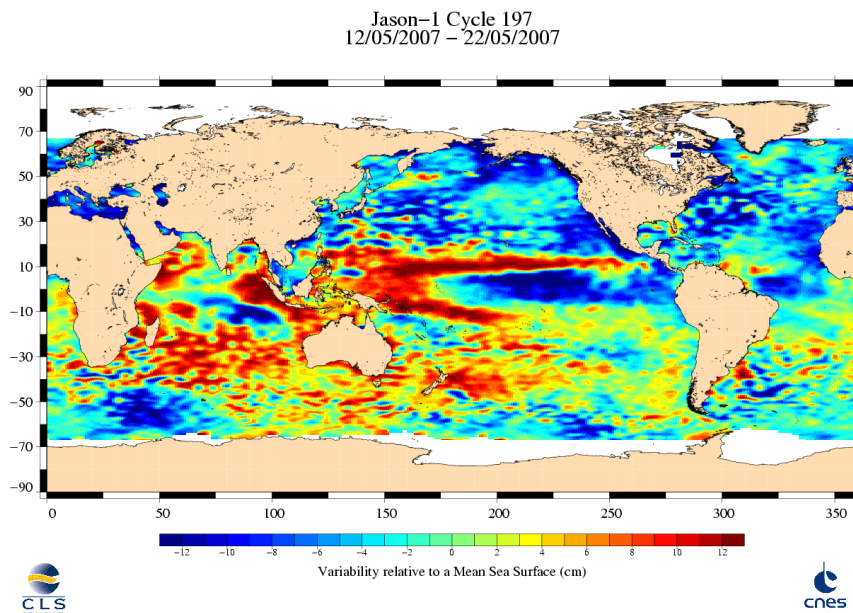 Jason−1 Cycle 197
12/05/2007 − 22/05/2007
90
70
50
30
10
−10
−30
−50
−70
−90
0 50 100 150 200 250 300 350
−12 −10 −8 −6 −4 −2 0 2 4 6 8 10 12
Variability relative to a Mean Sea Surface (cm)
CLS
cnes